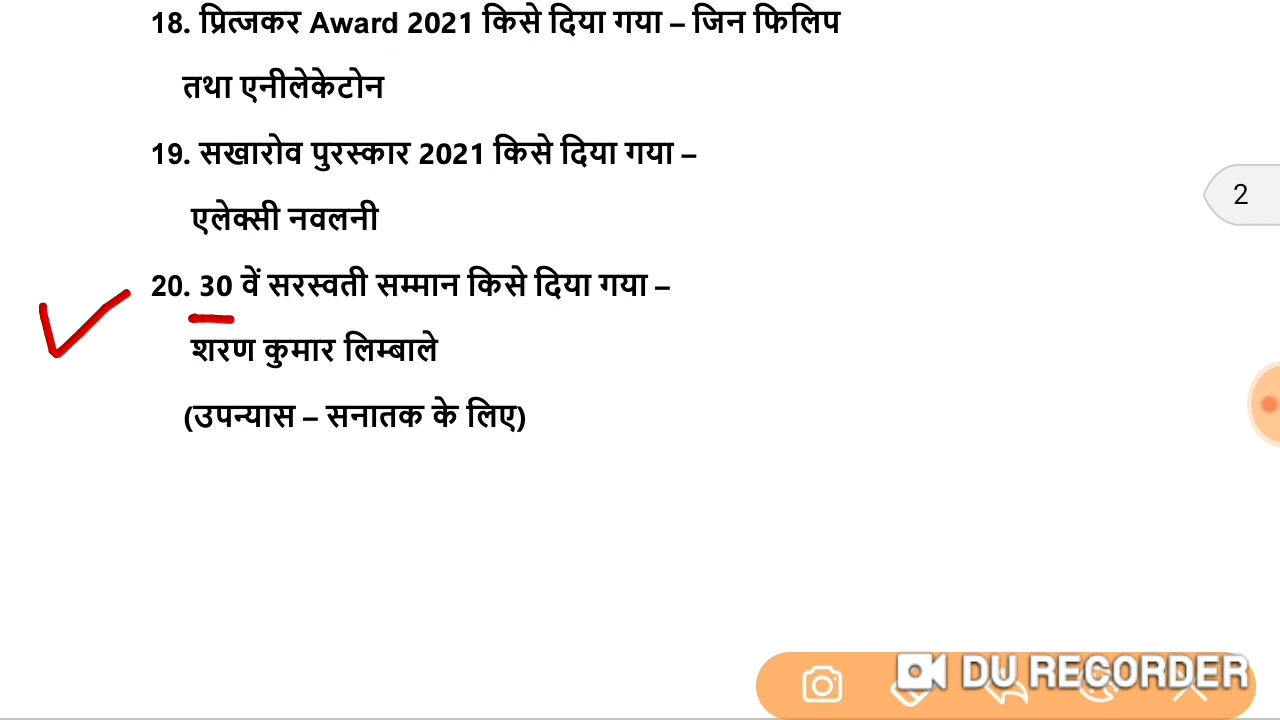 18. प्रित्जकर Award 2021 किसे दिया गया – जिन फिलिप
तथा एनीलेकेटोन
19. सखारोव पुरस्कार 2021 किसे दिया गया –
एलेक्सी नवलनी
2
20. 30 वें सरस्वती सम्मान किसे दिया गया –
शरण कुमार लिम्बाले
(उपन्यास – सनातक के लिए)
DU RECORDER